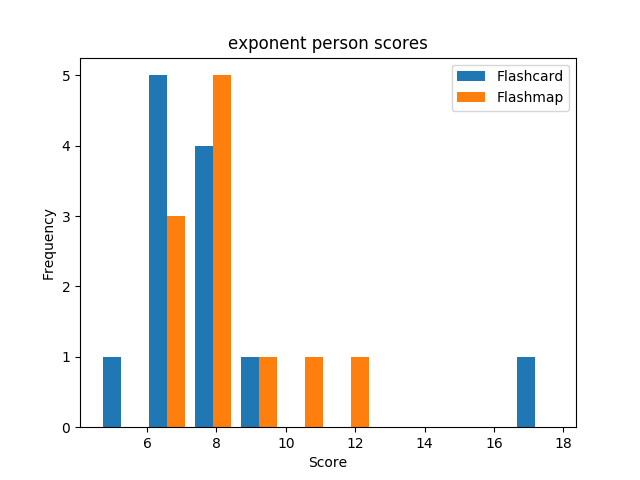 exponent person scores
Flashcard
Flashmap
5
4
3
2
1
0
Frequency
6 8 10 12 14 16 18
Score